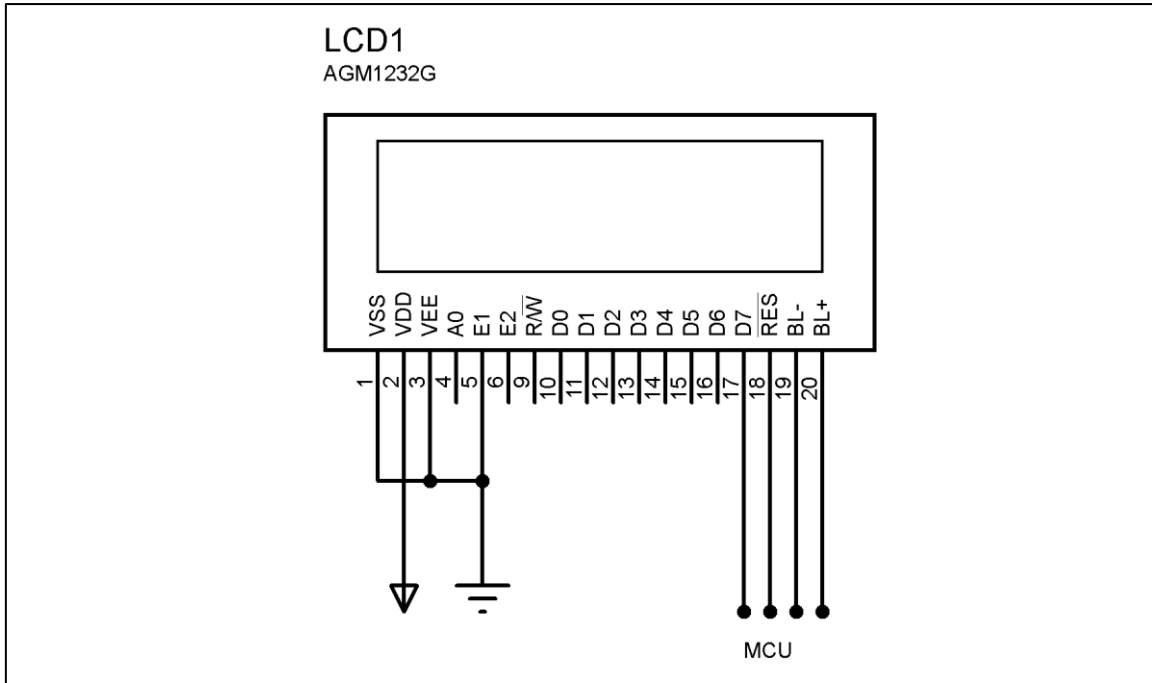 LCD1
AGM1232G
VSS VDD VEE A0 E1 E2 R/W D0 D1 D2 D3 D4 D5 D6 D7 RES BL- BL+
1 2 3 4 5 6 9 10 11 12 13 14 15 16 17 18 19 20
MCU